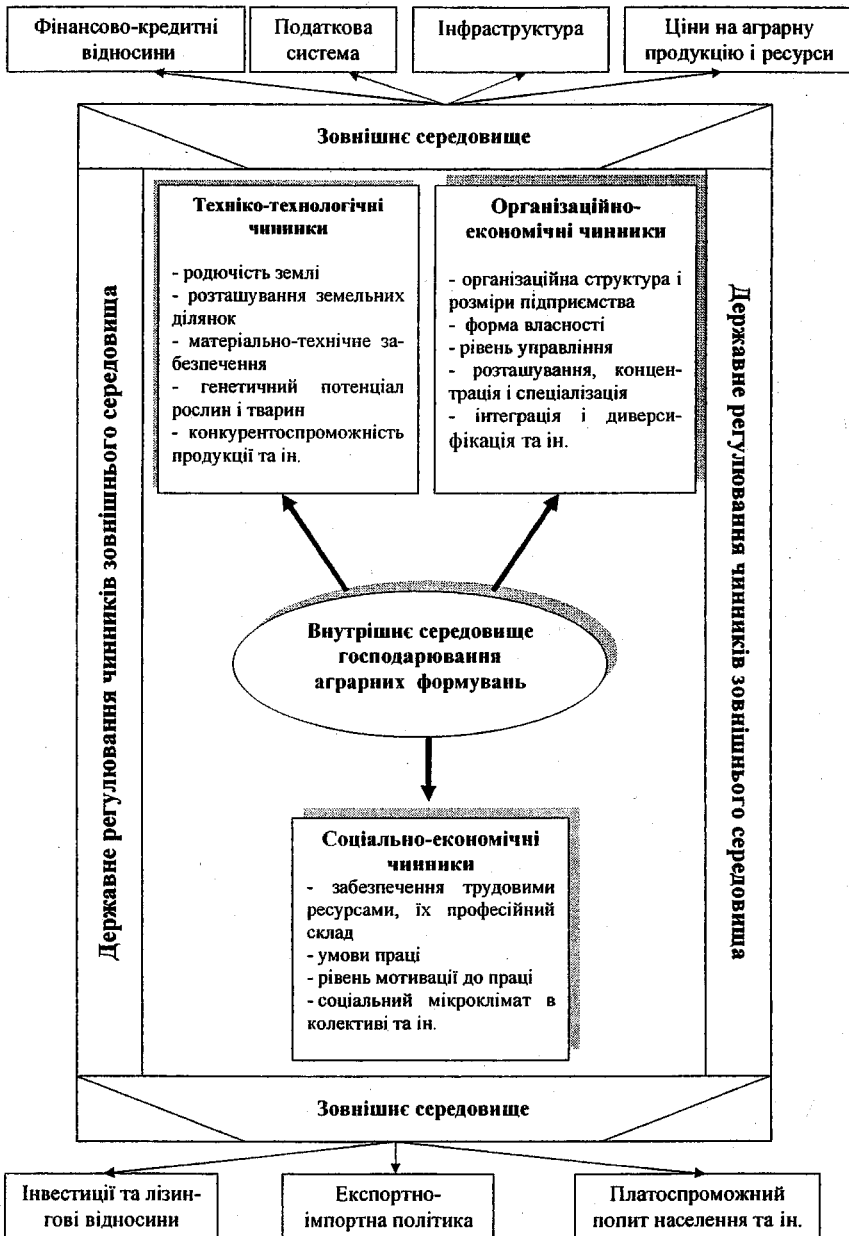 Фінансово-кредитні
відносини
Податкова
система
Інфраструктура
Ціни на аграрну
продукцію і ресурси
Зовнішнє середовище
Державне регулювання чинників зовнішнього середовища
Техніко-технологічні
чинники
- родючість землі
- розташування земельних
ділянок
- матеріально-технічне за-
безпечення
- генетичний потенціал
рослин і тварин
- конкурентоспроможність
продукції та ін.
Організаційно-
економічні чинники
- організаційна структура і
розміри підприємства
- форма власності
- рівень управління
- розташування, концен-
трація і спеціалізація
- інтеграція і диверси-
фікація та ін.
Державне регулювання чинників зовнішнього середовища
Внутрішнє середовище
господарювання
аграрних формувань
Соціально-економічні
чинники
- забезпечення трудовими
ресурсами, їх професійний
склад
- умови праці
- рівень мотивації до праці
- соціальний мікроклімат в
колективі та ін.
Зовнішнє середовище
Інвестиції та лізин-
гові відносини
Експортно-
імпортна політика
Платоспроможний
попит населення та ін.